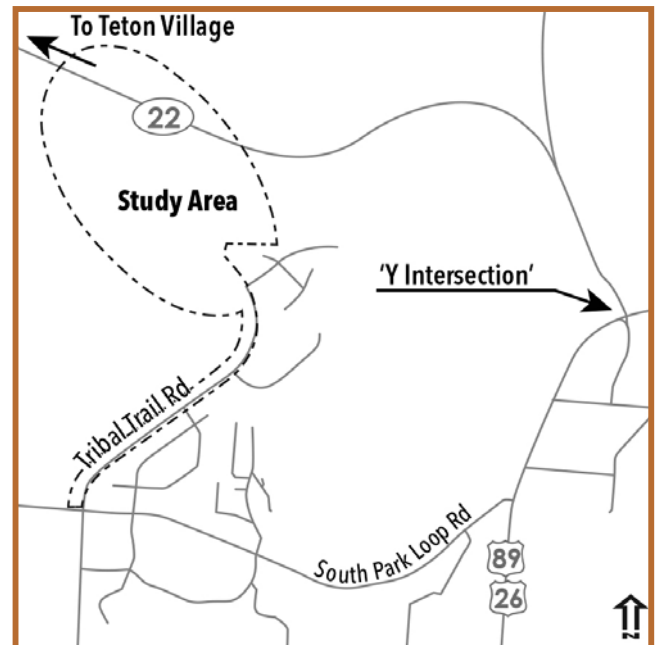 To Teton Village
22
Study Area
'Y Intersection'
Tribal Trail Rd
South Park Loop Rd
89
26
N